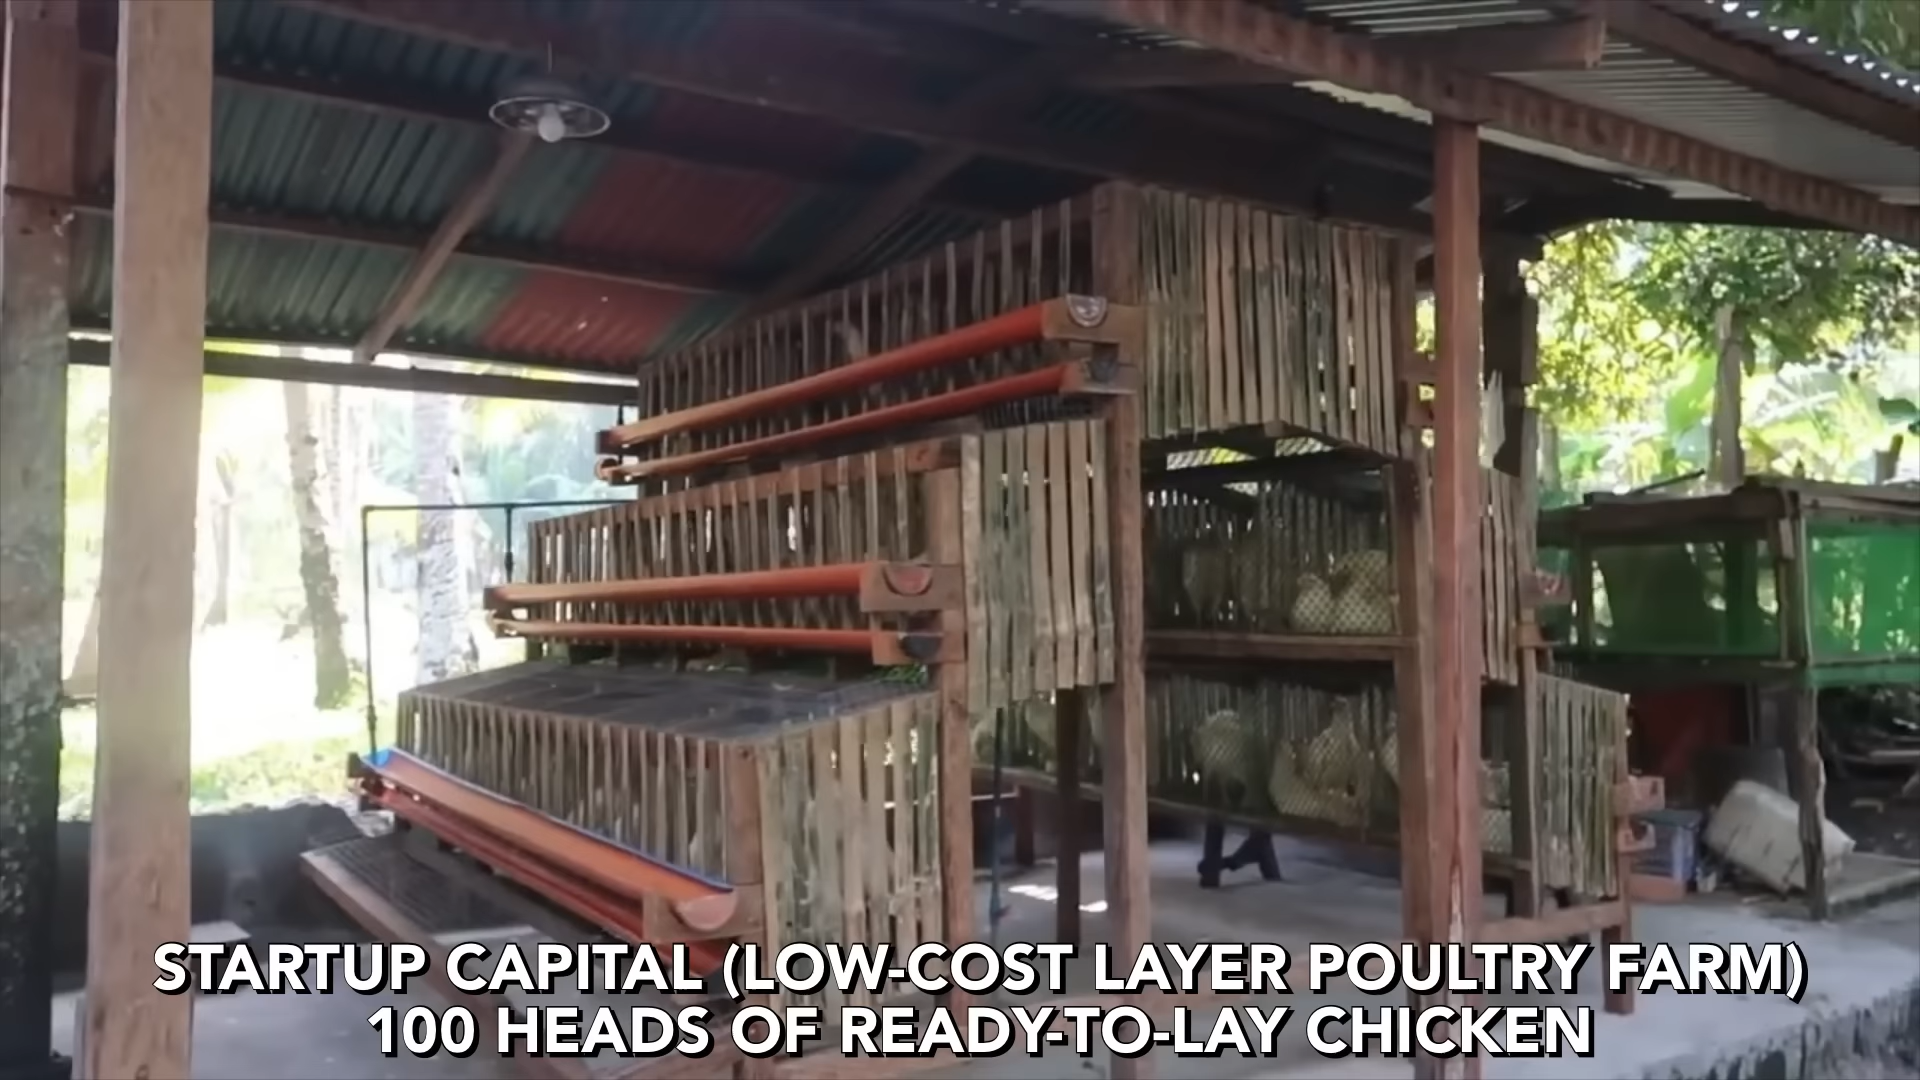 STARTUP CAPITAL (LOW-COST LAYER POULTRY FARM)
100 HEADS OF READY-TO-LAY CHICKEN